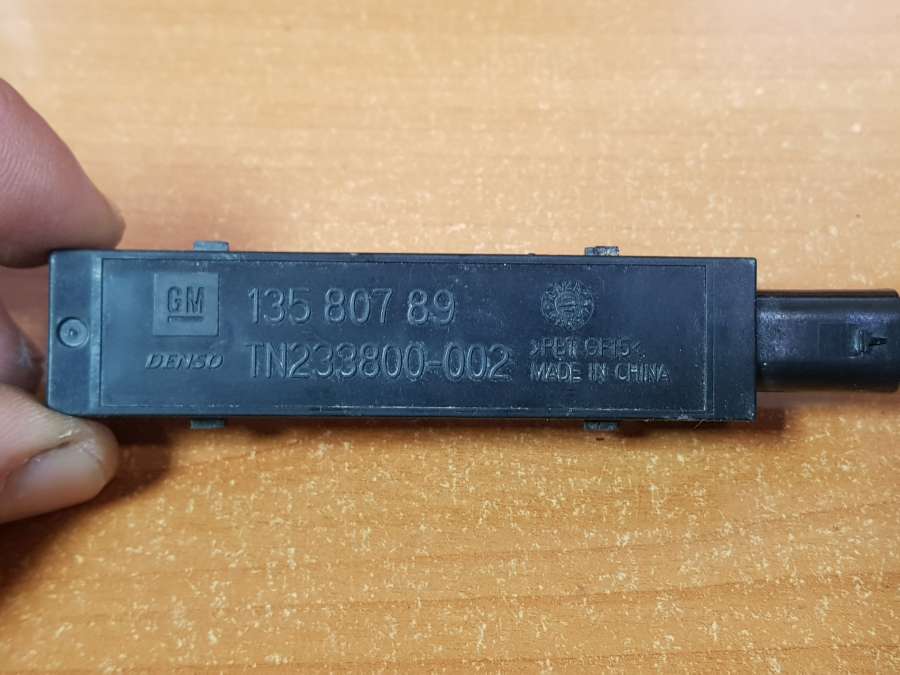 GM 135 807 89
DENSO TN233800-002 >PBT GF15<
MADE IN CHINA